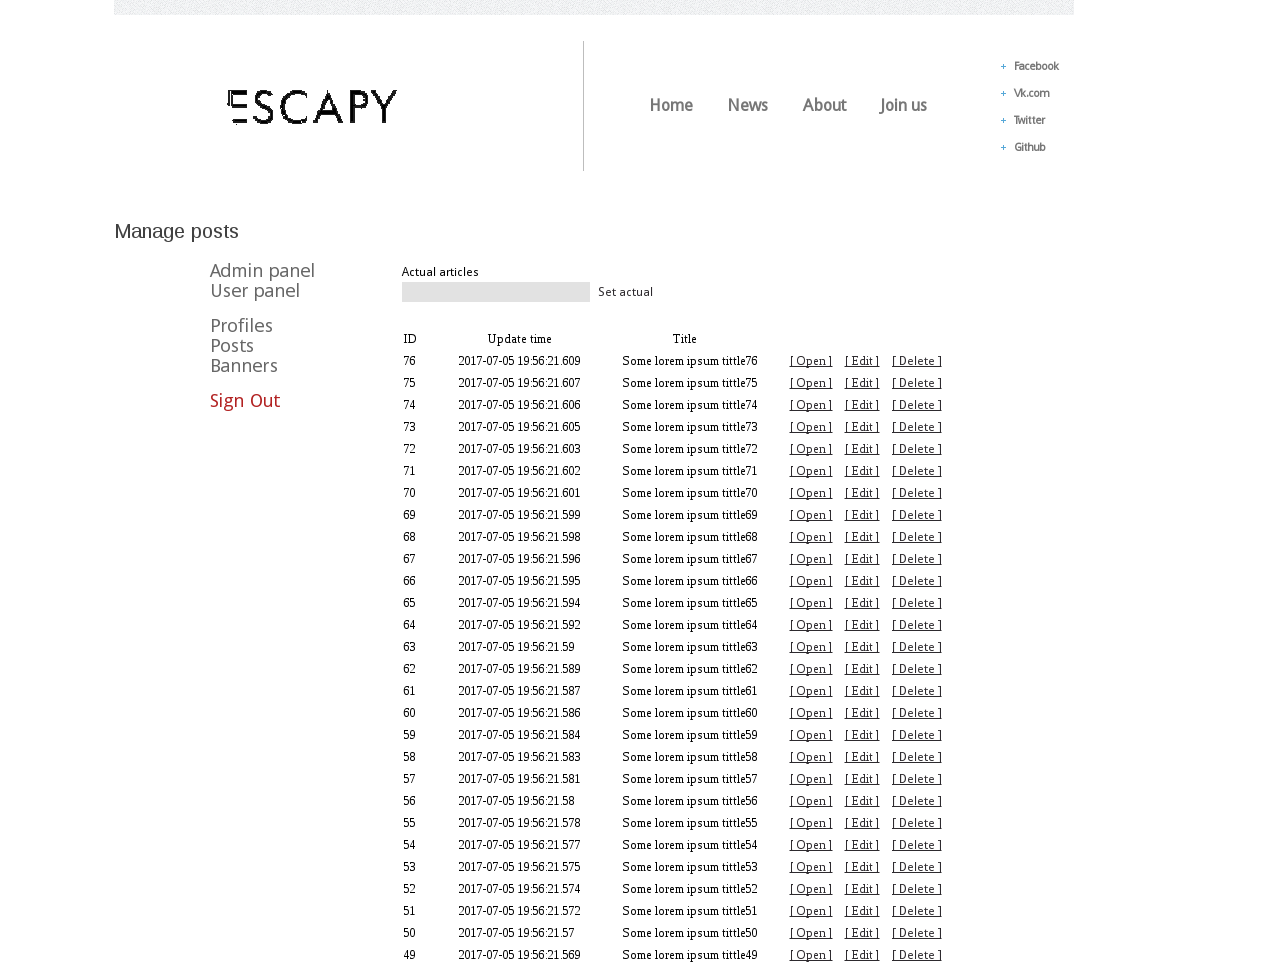 ESCAPY
Home News About Join us
Facebook
Vk.com
Twitter
Github
Manage posts
Admin panel
User panel
Profiles
Posts
Banners
Sign Out
Actual articles
Set actual
ID Update time Title
76 2017-07-05 19:56:21.609 Some lorem ipsum tittle76 [ Open ] [ Edit ] [ Delete ]
75 2017-07-05 19:56:21.607 Some lorem ipsum tittle75 [ Open ] [ Edit ] [ Delete ]
74 2017-07-05 19:56:21.606 Some lorem ipsum tittle74 [ Open ] [ Edit ] [ Delete ]
73 2017-07-05 19:56:21.605 Some lorem ipsum tittle73 [ Open ] [ Edit ] [ Delete ]
72 2017-07-05 19:56:21.603 Some lorem ipsum tittle72 [ Open ] [ Edit ] [ Delete ]
71 2017-07-05 19:56:21.602 Some lorem ipsum tittle71 [ Open ] [ Edit ] [ Delete ]
70 2017-07-05 19:56:21.601 Some lorem ipsum tittle70 [ Open ] [ Edit ] [ Delete ]
69 2017-07-05 19:56:21.599 Some lorem ipsum tittle69 [ Open ] [ Edit ] [ Delete ]
68 2017-07-05 19:56:21.598 Some lorem ipsum tittle68 [ Open ] [ Edit ] [ Delete ]
67 2017-07-05 19:56:21.596 Some lorem ipsum tittle67 [ Open ] [ Edit ] [ Delete ]
66 2017-07-05 19:56:21.595 Some lorem ipsum tittle66 [ Open ] [ Edit ] [ Delete ]
65 2017-07-05 19:56:21.594 Some lorem ipsum tittle65 [ Open ] [ Edit ] [ Delete ]
64 2017-07-05 19:56:21.592 Some lorem ipsum tittle64 [ Open ] [ Edit ] [ Delete ]
63 2017-07-05 19:56:21.59 Some lorem ipsum tittle63 [ Open ] [ Edit ] [ Delete ]
62 2017-07-05 19:56:21.589 Some lorem ipsum tittle62 [ Open ] [ Edit ] [ Delete ]
61 2017-07-05 19:56:21.587 Some lorem ipsum tittle61 [ Open ] [ Edit ] [ Delete ]
60 2017-07-05 19:56:21.586 Some lorem ipsum tittle60 [ Open ] [ Edit ] [ Delete ]
59 2017-07-05 19:56:21.584 Some lorem ipsum tittle59 [ Open ] [ Edit ] [ Delete ]
58 2017-07-05 19:56:21.583 Some lorem ipsum tittle58 [ Open ] [ Edit ] [ Delete ]
57 2017-07-05 19:56:21.581 Some lorem ipsum tittle57 [ Open ] [ Edit ] [ Delete ]
56 2017-07-05 19:56:21.58 Some lorem ipsum tittle56 [ Open ] [ Edit ] [ Delete ]
55 2017-07-05 19:56:21.578 Some lorem ipsum tittle55 [ Open ] [ Edit ] [ Delete ]
54 2017-07-05 19:56:21.577 Some lorem ipsum tittle54 [ Open ] [ Edit ] [ Delete ]
53 2017-07-05 19:56:21.575 Some lorem ipsum tittle53 [ Open ] [ Edit ] [ Delete ]
52 2017-07-05 19:56:21.574 Some lorem ipsum tittle52 [ Open ] [ Edit ] [ Delete ]
51 2017-07-05 19:56:21.572 Some lorem ipsum tittle51 [ Open ] [ Edit ] [ Delete ]
50 2017-07-05 19:56:21.57 Some lorem ipsum tittle50 [ Open ] [ Edit ] [ Delete ]
49 2017-07-05 19:56:21.569 Some lorem ipsum tittle49 [ Open ] [ Edit ] [ Delete ]